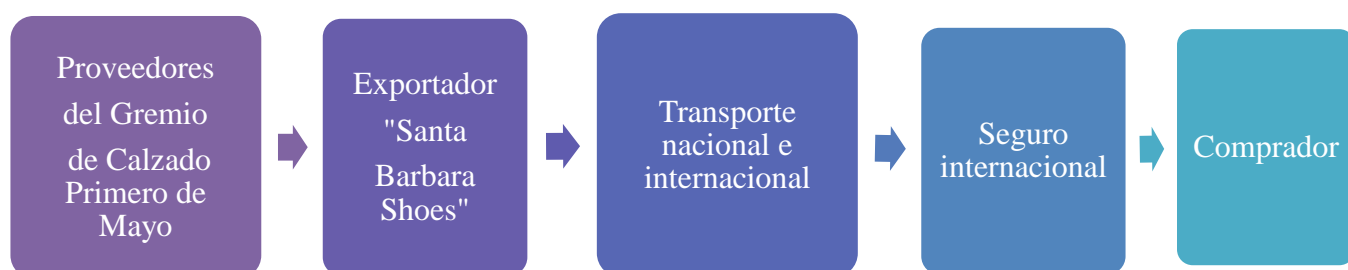 Proveedores
del Gremio
de Calzado
Primero de
Mayo
Exportador
"Santa
Barbara
Shoes"
Transporte
nacional e
internacional
Seguro
internacional
Comprador